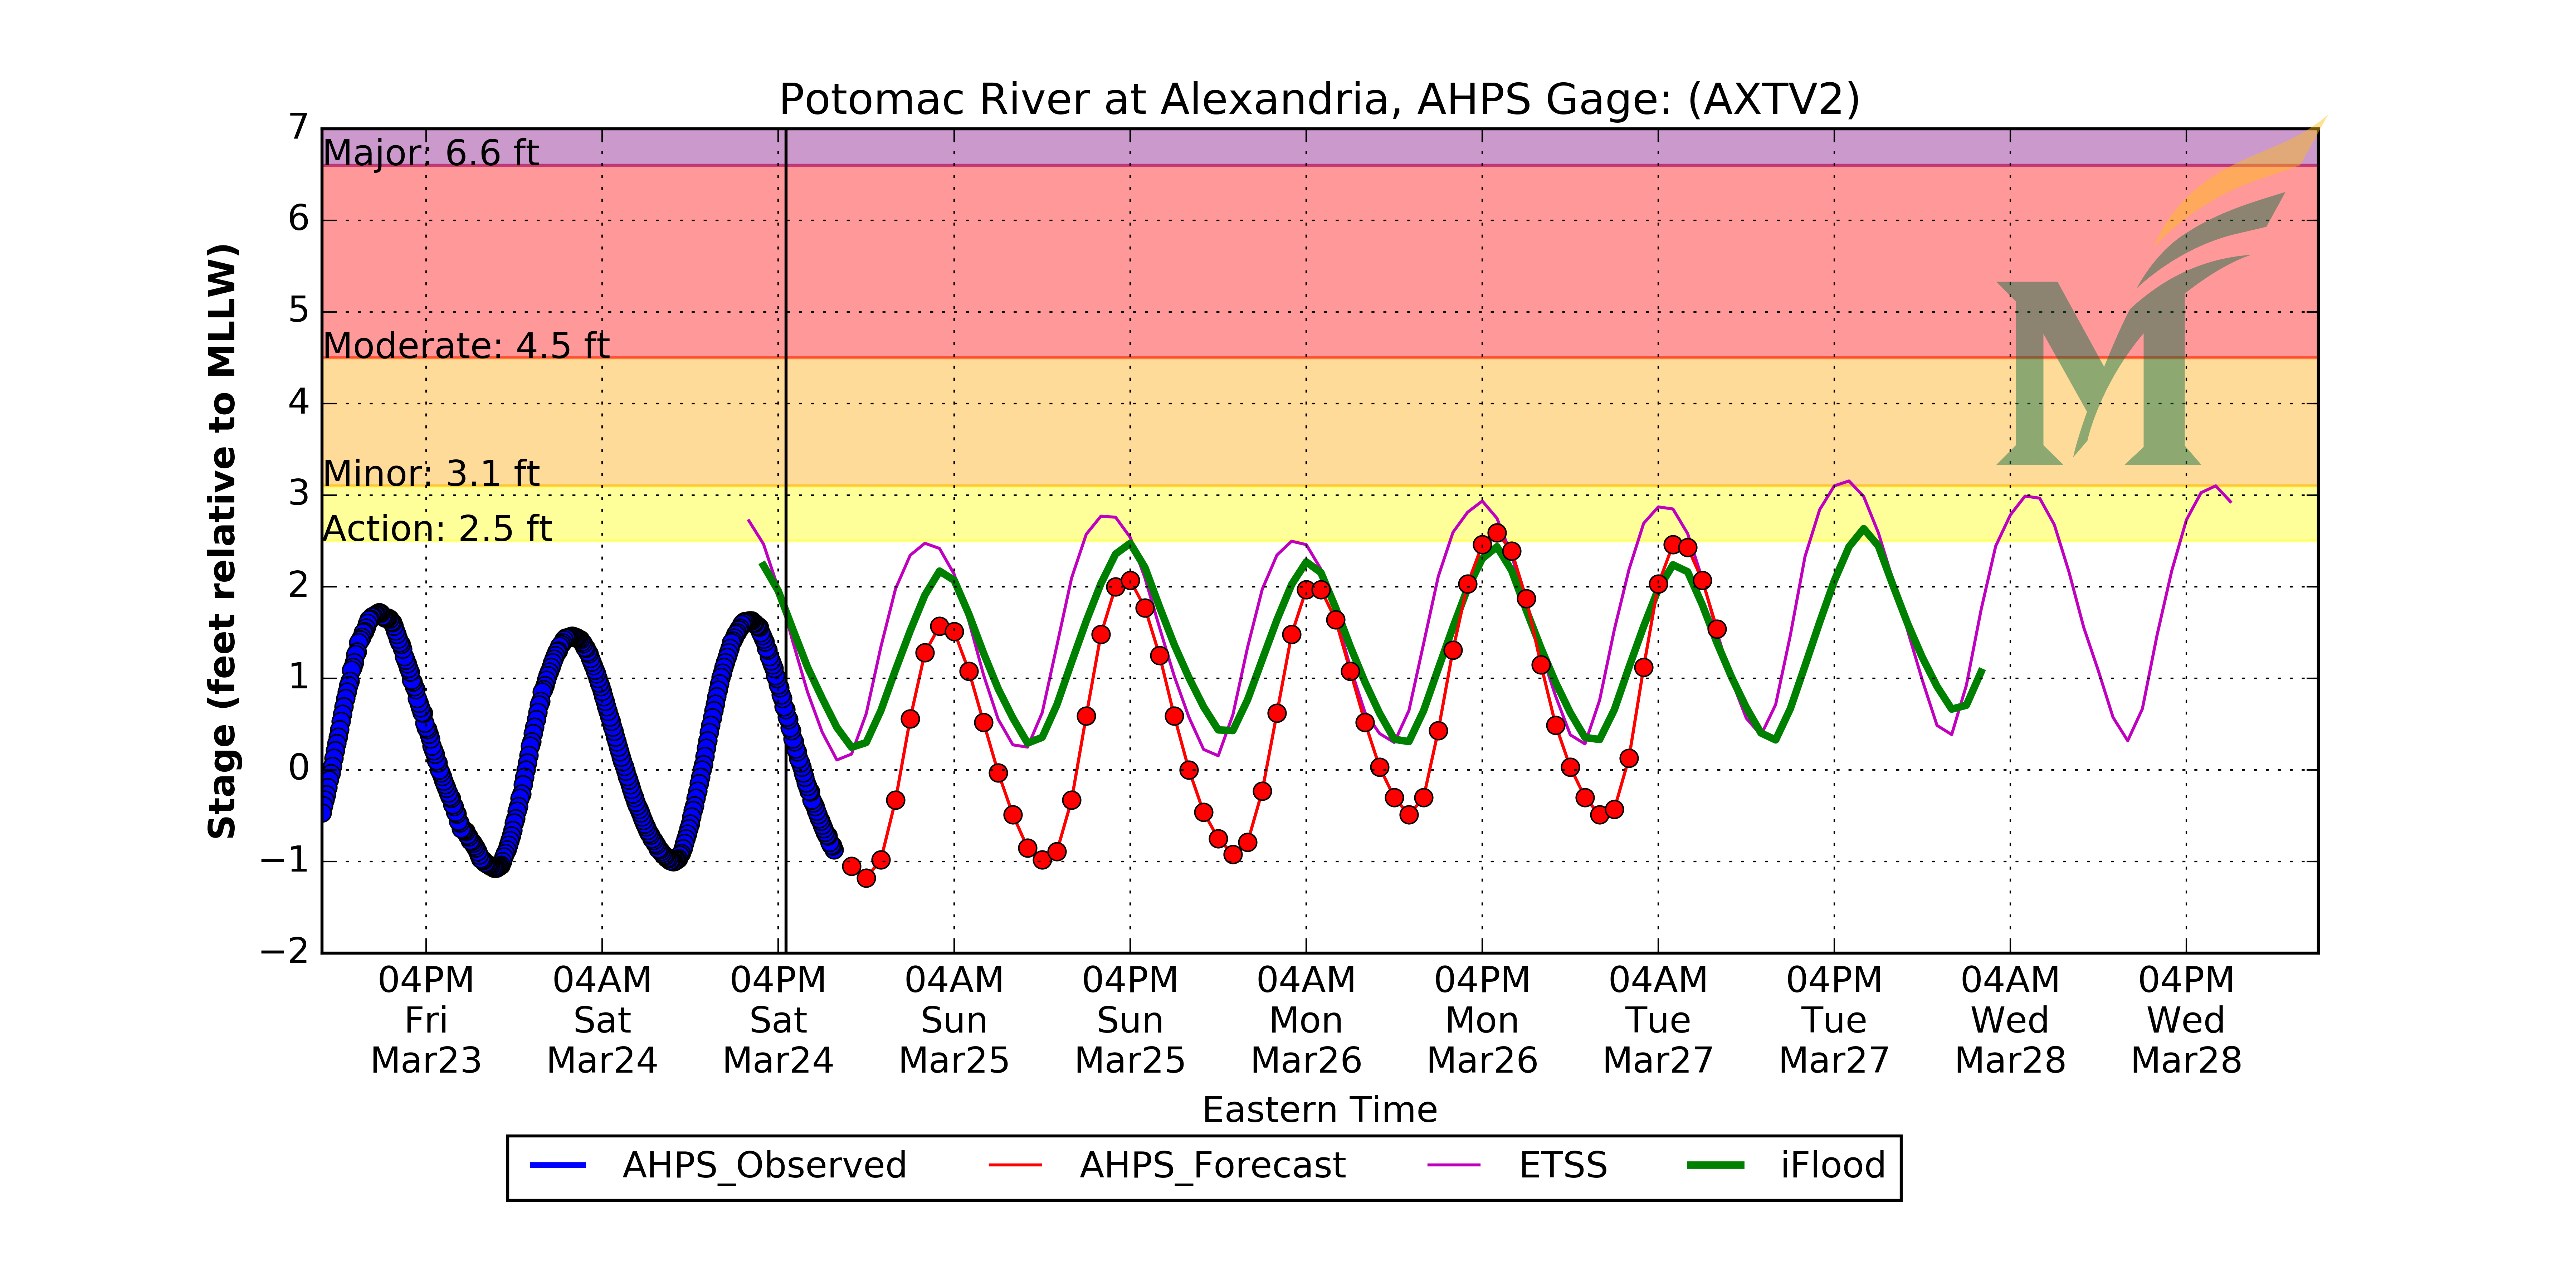 Potomac River at Alexandria, AHPS Gage: (AXTV2)
7
Major: 6.6 ft
6
5
Moderate: 4.5 ft
4
Minor: 3.1 ft
3
Action: 2.5 ft
2
1
0
−1
−2
Stage (feet relative to MLLW)
04PM 04AM 04PM 04AM 04PM 04AM 04PM 04AM 04PM 04AM 04PM
Fri Sat Sat Sun Sun Mon Mon Tue Tue Wed Wed
Mar23 Mar24 Mar24 Mar25 Mar25 Mar26 Mar26 Mar27 Mar27 Mar28 Mar28
Eastern Time
AHPS_Observed AHPS_Forecast ETSS iFlood
M